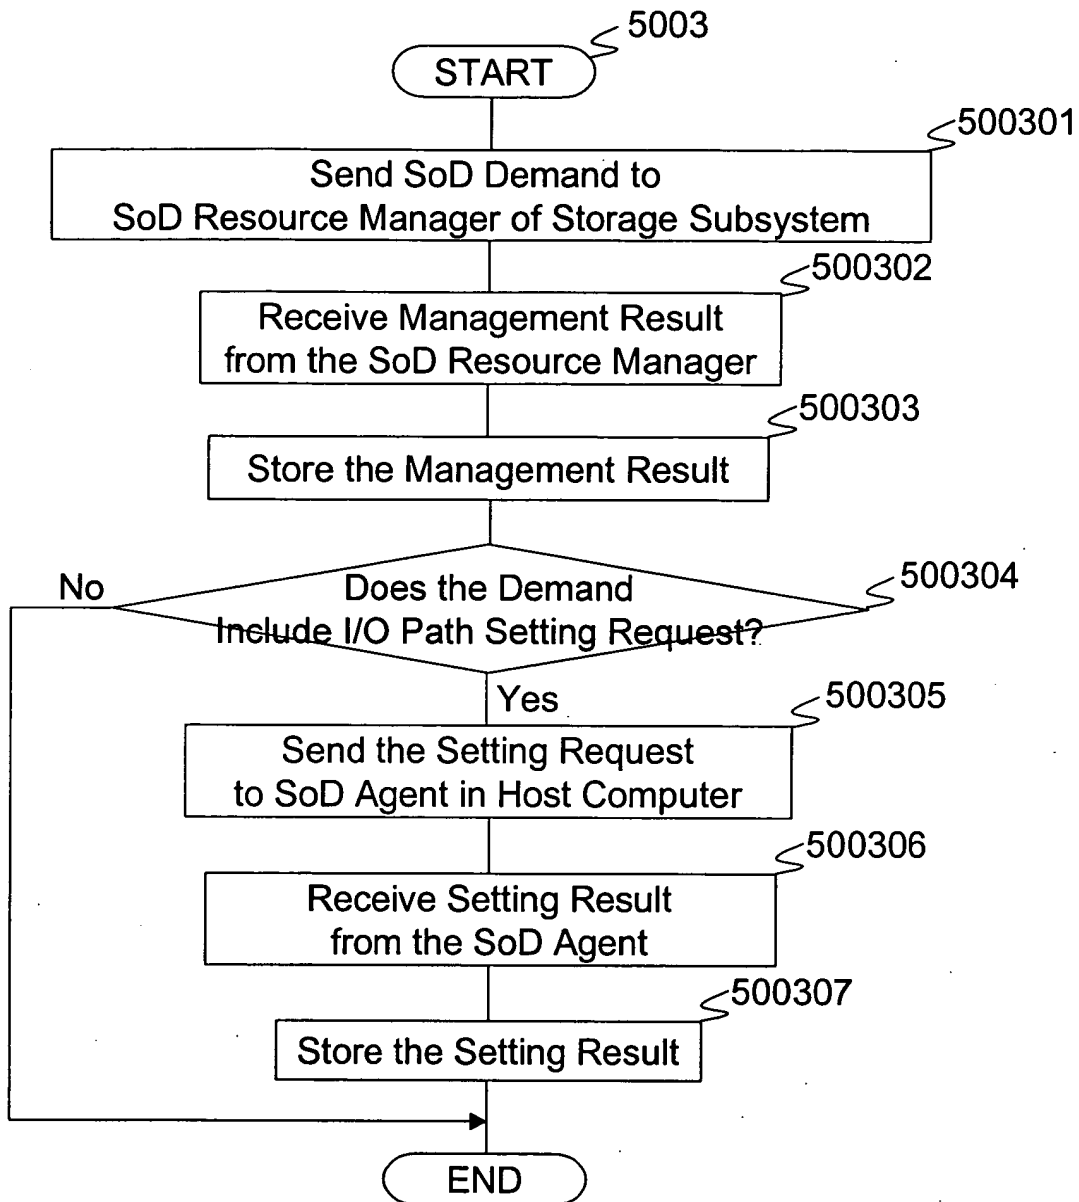 5003
START
500301
Send SoD Demand to
SoD Resource Manager of Storage Subsystem
500302
Receive Management Result
from the SoD Resource Manager
500303
Store the Management Result
500304
No
Does the Demand
Include I/O Path Setting Request?
Yes
500305
Send the Setting Request
to SoD Agent in Host Computer
500306
Receive Setting Result
from the SoD Agent
500307
Store the Setting Result
END